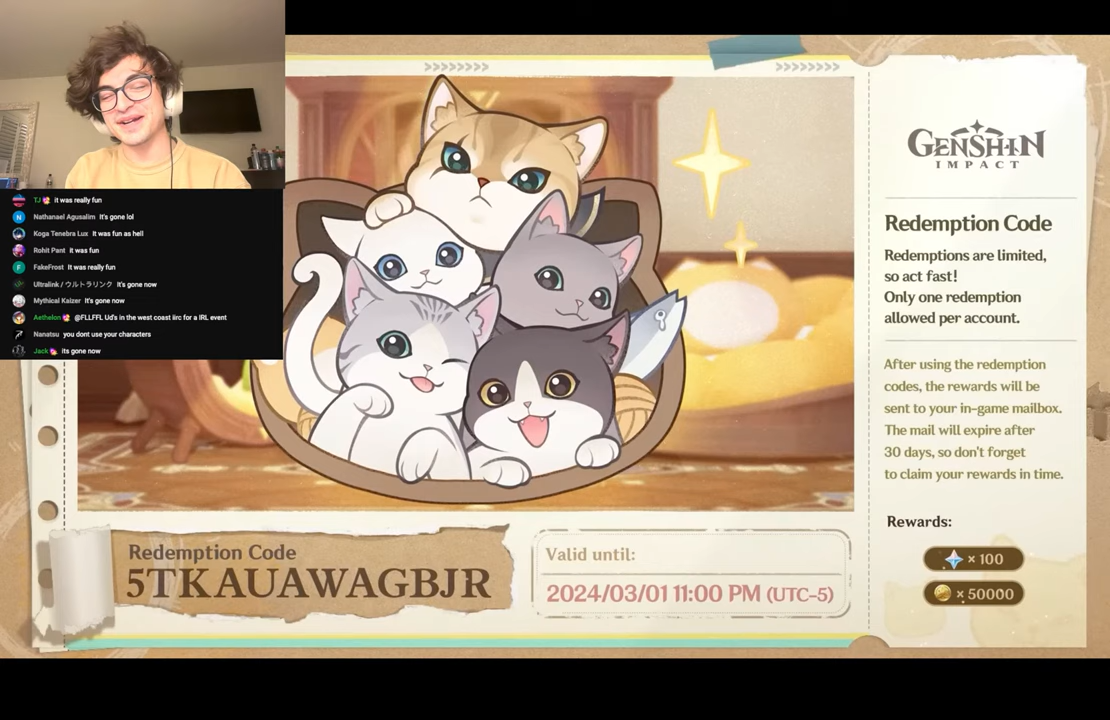 TJ it was really fun
N Nathanael Agusalim It's gone lol
Koga Tenebra Lux It was fun as hell
Rohit Pant it was fun
F FakeFrost It was really fun
Ultralink / ウルトラリンク It's gone now
Mythical Kaizer It's gone now
Aethelon @FLLFFL Ud's in the west coast iirc for a IRL event
Nanatsu you dont use your characters
Jack its gone now
GENSHIN
IMPACT
Redemption Code
Redemptions are limited,
so act fast!
Only one redemption
allowed per account.
After using the redemption
codes, the rewards will be
sent to your in-game mailbox.
The mail will expire after
30 days, so don't forget
to claim your rewards in time.
Rewards:
× 100
× 50000
Redemption Code
5TKAUAWAGBJR
Valid until:
2024/03/01 11:00 PM (UTC-5)